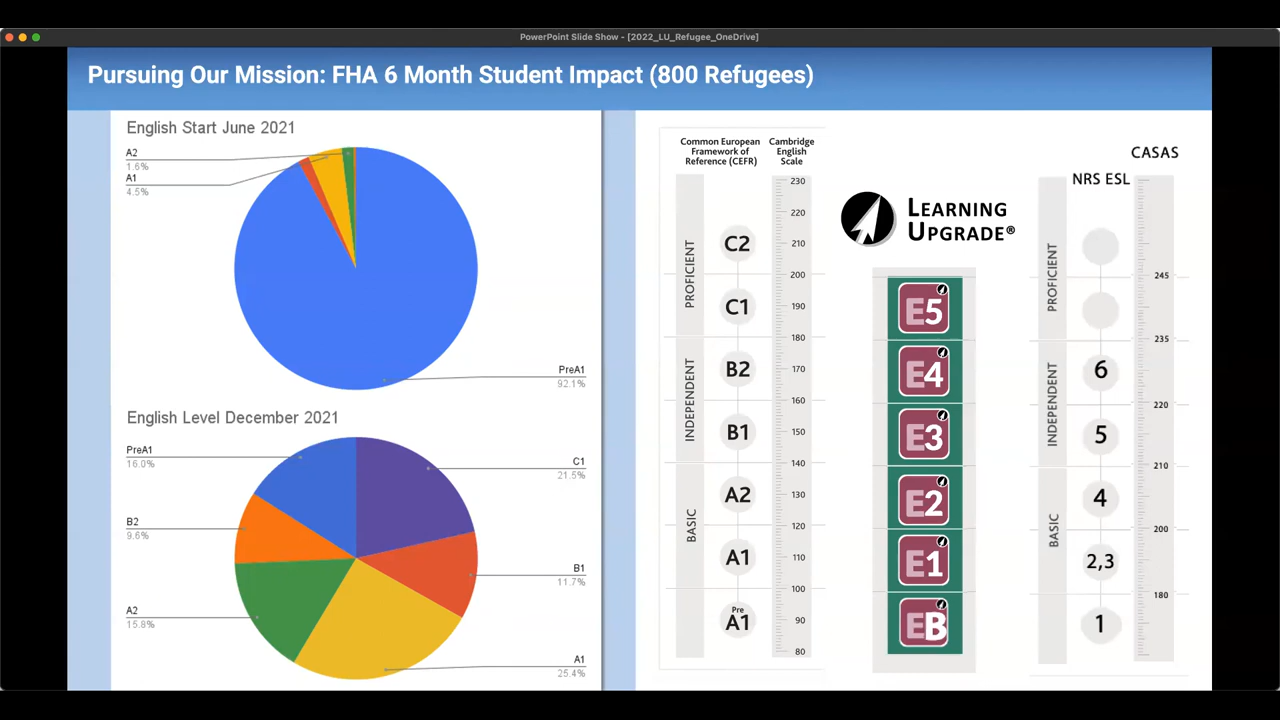 PowerPoint Slide Show - [2022_LU_Refugee_OneDrive]
Pursuing Our Mission: FHA 6 Month Student Impact (800 Refugees)
English Start June 2021
A2
1.6%
A1
4.5%
PreA1
92.1%
English Level December 2021
PreA1
16.0%
C1
21.5%
B2
9.6%
B1
11.7%
A2
15.8%
A1
25.4%
Common European
Framework of
Reference (CEFR)
Cambridge
English
Scale
PROFICIENT
INDEPENDENT
BASIC
C2
C1
B2
B1
A2
A1
Pre
A1
230
220
210
200
190
180
170
160
150
140
130
120
110
100
90
80
LEARNING
UPGRADE®
E5
E4
E3
E2
E1
EB
CASAS
NRS ESL
PROFICIENT
INDEPENDENT
BASIC
6
5
4
2,3
1
245
235
220
210
200
180